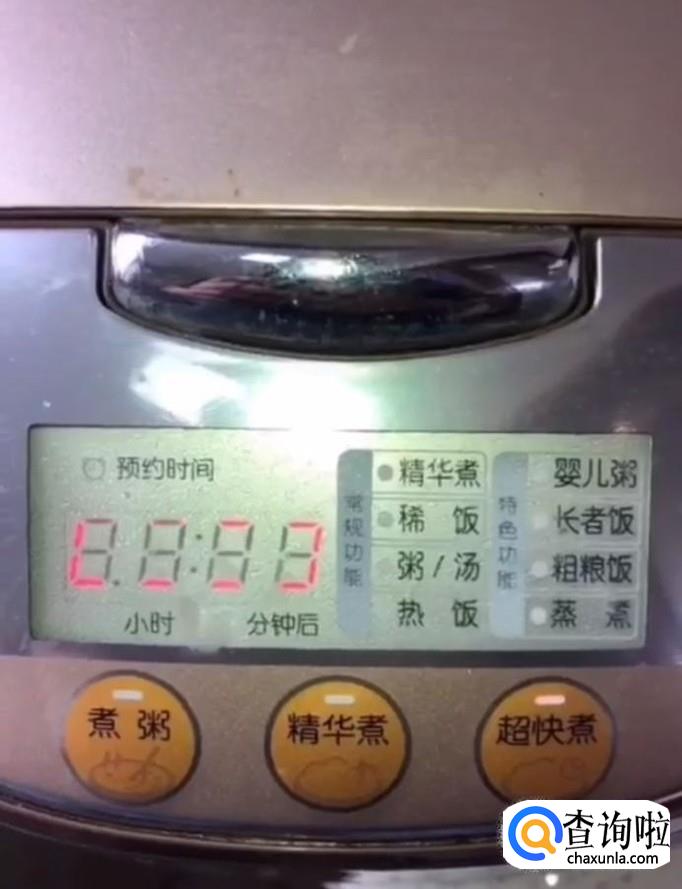 预约时间
小时
分钟后
常规功能
精华煮
稀饭
粥/汤
热饭
特色功能
婴儿粥
长者饭
粗粮饭
蒸煮
煮粥
精华煮
超快煮
查询啦
chaxunla.com